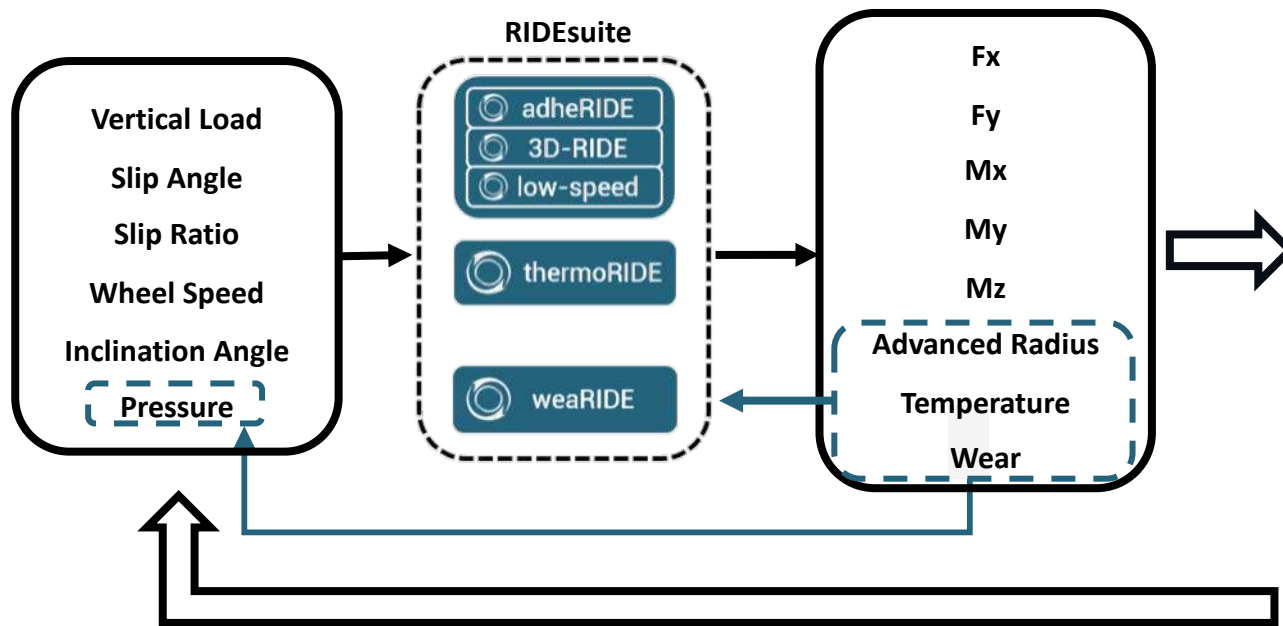 RIDEsuite
Vertical Load
Slip Angle
Slip Ratio
Wheel Speed
Inclination Angle
Pressure
adheRIDE
3D-RIDE
low-speed
thermoRIDE
weaRIDE
Fx
Fy
Mx
My
Mz
Advanced Radius
Temperature
Wear